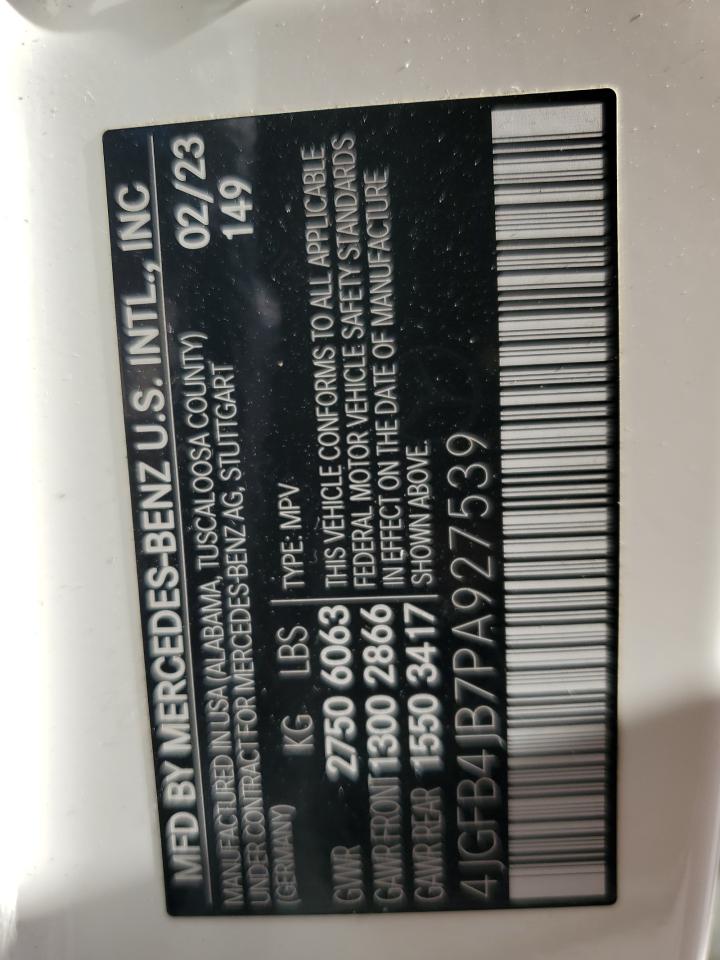 MFD BY MERCEDES-BENZ U.S. INTL., INC
MANUFACTURED IN USA (ALABAMA, TUSCALOOSA COUNTY) 02/23
UNDER CONTRACT FOR MERCEDES-BENZ AG, STUTTGART 149
(GERMANY)
KG LBS TYPE: MPV
GWR 2750 6063 THIS VEHICLE CONFORMS TO ALL APPLICABLE
FEDERAL MOTOR VEHICLE SAFETY STANDARDS
GAWR FRONT 1300 2866 IN EFFECT ON THE DATE OF MANUFACTURE
GAWR REAR 1550 3417 SHOWN ABOVE.
4JGFB4JB7PA927539